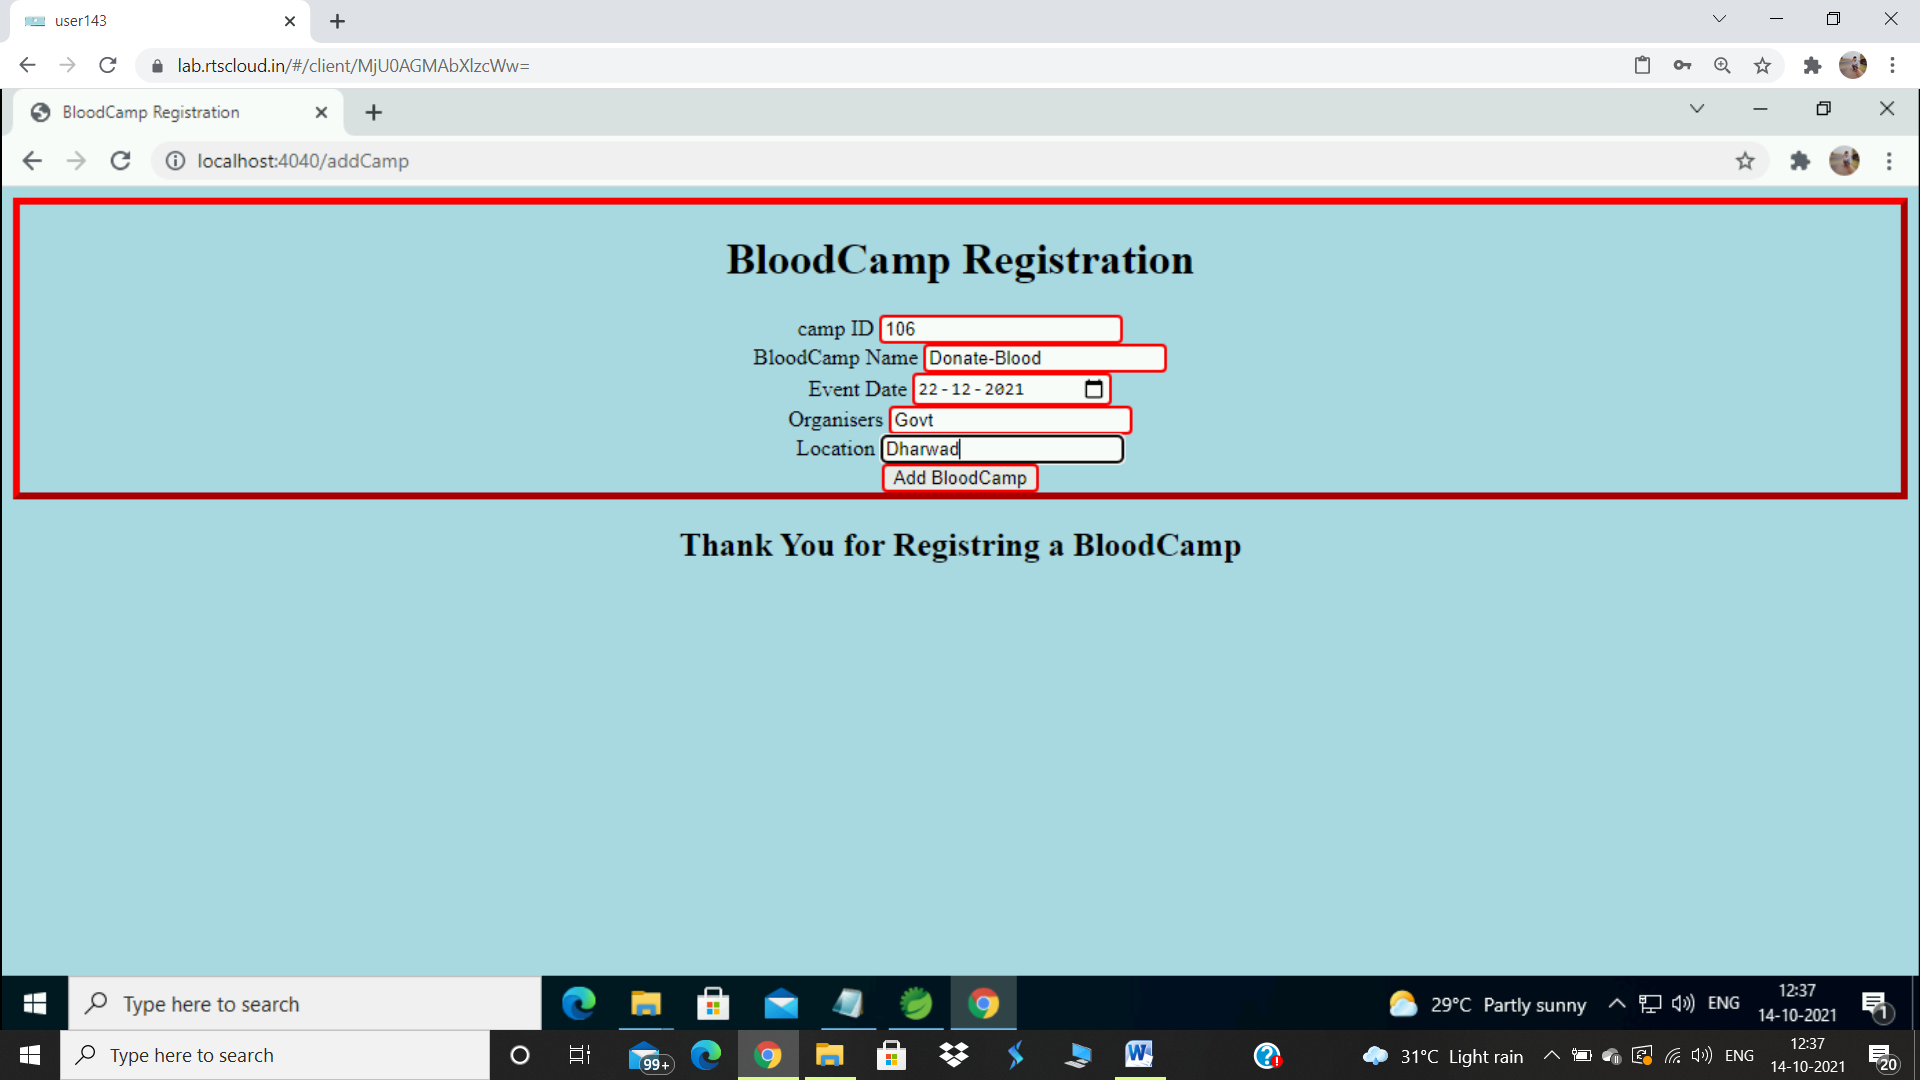 user143
lab.rtscloud.in/#/client/MjU0AGMAbXlzcWw=
BloodCamp Registration
localhost:4040/addCamp
BloodCamp Registration
camp ID 106
BloodCamp Name Donate-Blood
Event Date 22-12-2021
Organisers Govt
Location Dharwad
Add BloodCamp
Thank You for Registring a BloodCamp
Type here to search
29°C Partly sunny
ENG
12:37
14-10-2021
1
Type here to search
99+
31°C Light rain
ENG
12:37
14-10-2021
20